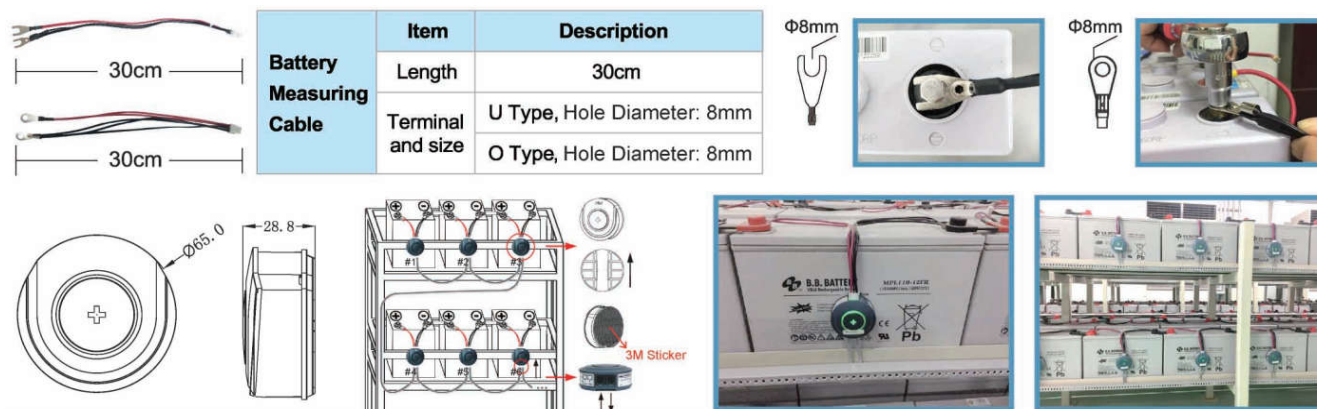 30cm
30cm
Battery Measuring Cable
Item
Description
Length
30cm
Terminal and size
U Type, Hole Diameter: 8mm
O Type, Hole Diameter: 8mm
Φ8mm
Φ8mm
Ø65.0
28.8
#1
#2
#3
#4
#5
#6
3M Sticker
B.B. BATTERY
Pb